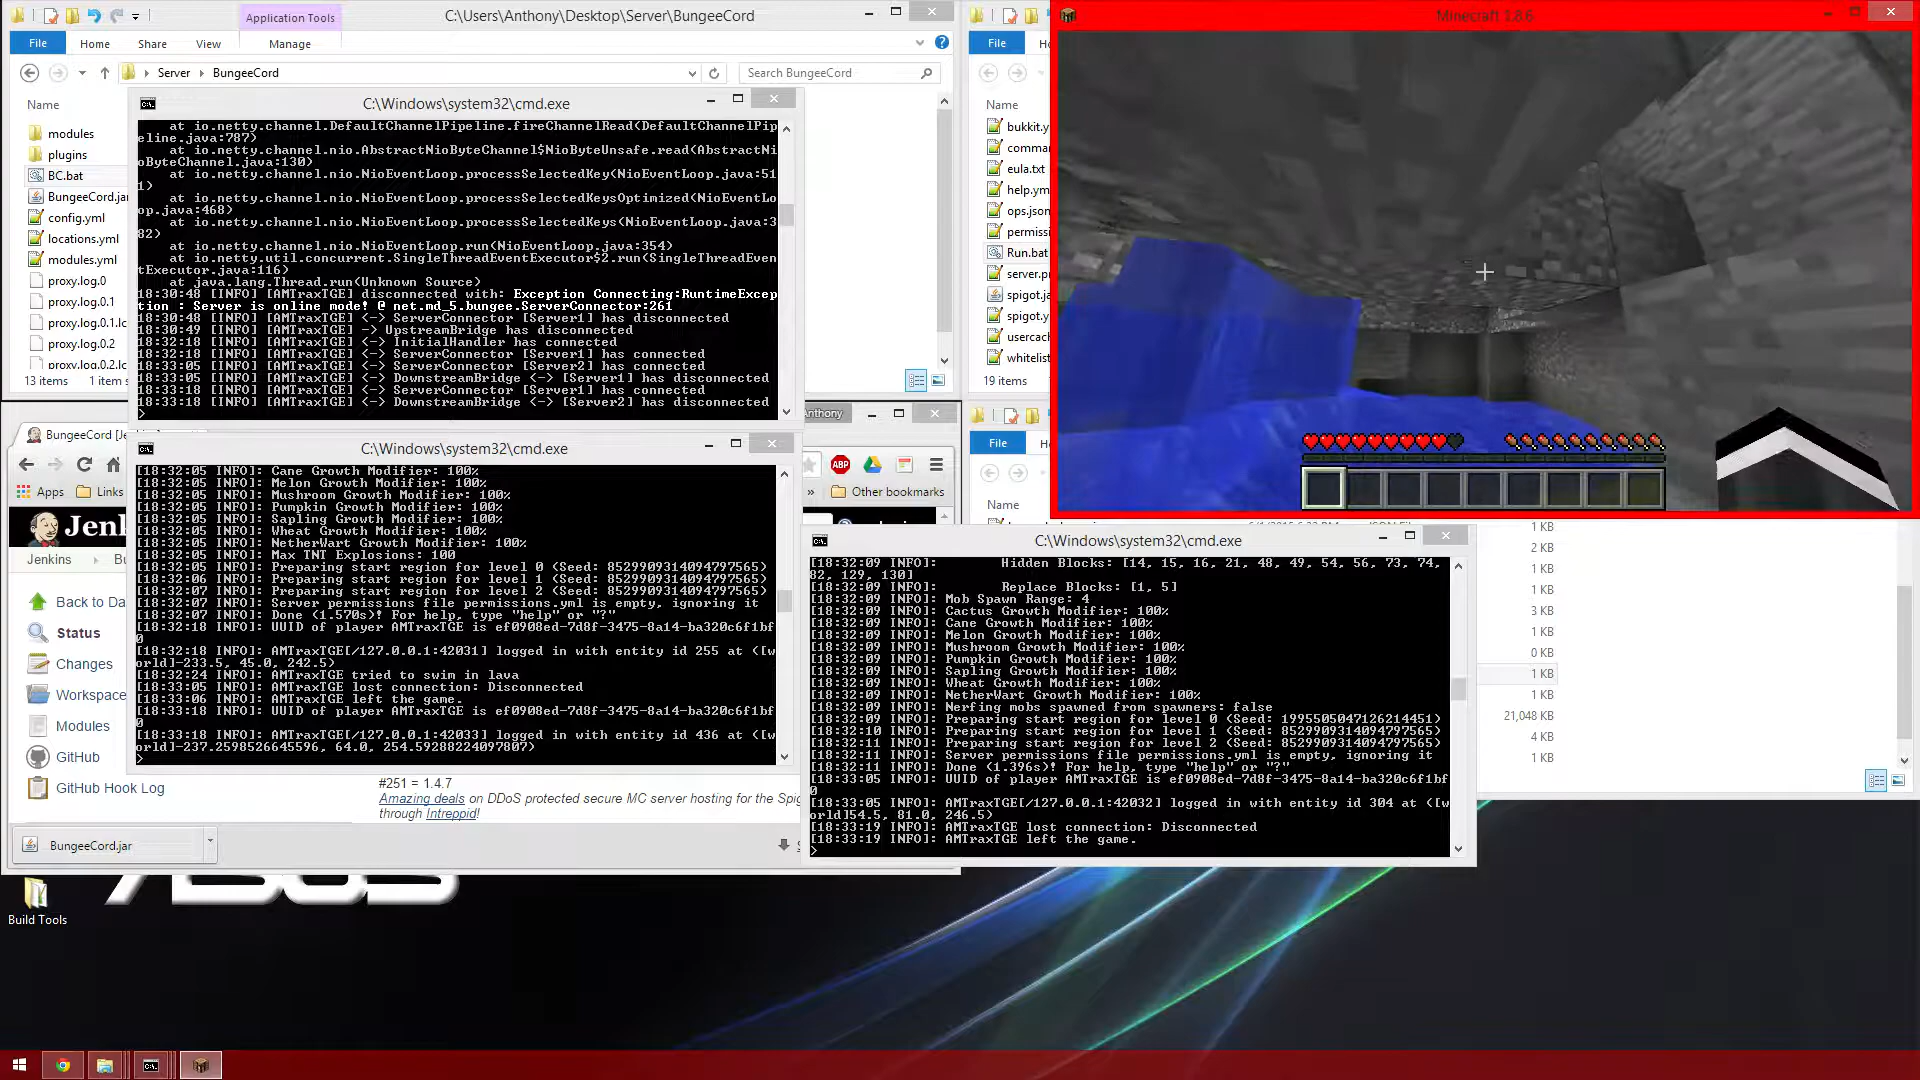 Application Tools
C:\Users\Anthony\Desktop\Server\BungeeCord
File
Home
Share
View
Manage
Server
BungeeCord
Search BungeeCord
Name
modules
plugins
BC.bat
BungeeCord.jar
config.yml
locations.yml
modules.yml
proxy.log.0
proxy.log.0.1
proxy.log.0.1.lc
proxy.log.0.2
proxy.log.0.2.lc
13 items
1 item s
C:\Windows\system32\cmd.exe
at io.netty.channel.DefaultChannelPipeline.fireChannelRead(DefaultChannelPip
eline.java:787)
at io.netty.channel.nio.AbstractNioByteChannel$NioByteUnsafe.read(AbstractNi
oByteChannel.java:130)
at io.netty.channel.nio.NioEventLoop.processSelectedKey(NioEventLoop.java:51
1)
at io.netty.channel.nio.NioEventLoop.processSelectedKeysOptimized(NioEventLo
op.java:468)
at io.netty.channel.nio.NioEventLoop.processSelectedKeys(NioEventLoop.java:3
82)
at io.netty.channel.nio.NioEventLoop.run(NioEventLoop.java:354)
at io.netty.util.concurrent.SingleThreadEventExecutor$2.run(SingleThreadEven
tExecutor.java:116)
at java.lang.Thread.run(Unknown Source)
18:30:48 [INFO] [AMTraxTGE] disconnected with: Exception Connecting:RuntimeExcep
tion : Server is online mode! @ net.md_5.bungee.ServerConnector:261
18:30:48 [INFO] [AMTraxTGE] <-> ServerConnector [Server1] has disconnected
18:30:49 [INFO] [AMTraxTGE] -> UpstreamBridge has disconnected
18:32:18 [INFO] [AMTraxTGE] <-> InitialHandler has connected
18:32:18 [INFO] [AMTraxTGE] <-> ServerConnector [Server1] has connected
18:33:05 [INFO] [AMTraxTGE] <-> ServerConnector [Server2] has connected
18:33:05 [INFO] [AMTraxTGE] <-> DownstreamBridge <-> [Server1] has disconnected
18:33:18 [INFO] [AMTraxTGE] <-> ServerConnector [Server1] has connected
18:33:18 [INFO] [AMTraxTGE] <-> DownstreamBridge <-> [Server2] has disconnected
>
File
Name
bukkit.y
comma
eula.txt
help.ym
ops.json
permissi
Run.bat
server.pr
spigot.ja
spigot.y
usercach
whitelist
19 items
Minecraft 1.8.6
Anthony
BungeeCord [Je
Apps
Links
ABP
Other bookmarks
Jenk
Jenkins
Bu
Back to Da
Status
Changes
Workspace
Modules
GitHub
GitHub Hook Log
C:\Windows\system32\cmd.exe
[18:32:05 INFO]: Cane Growth Modifier: 100%
[18:32:05 INFO]: Melon Growth Modifier: 100%
[18:32:05 INFO]: Mushroom Growth Modifier: 100%
[18:32:05 INFO]: Pumpkin Growth Modifier: 100%
[18:32:05 INFO]: Sapling Growth Modifier: 100%
[18:32:05 INFO]: Wheat Growth Modifier: 100%
[18:32:05 INFO]: NetherWart Growth Modifier: 100%
[18:32:05 INFO]: Max TNT Explosions: 100
[18:32:05 INFO]: Preparing start region for level 0 (Seed: 8529909314094797565)
[18:32:06 INFO]: Preparing start region for level 1 (Seed: 8529909314094797565)
[18:32:07 INFO]: Preparing start region for level 2 (Seed: 8529909314094797565)
[18:32:07 INFO]: Server permissions file permissions.yml is empty, ignoring it
[18:32:07 INFO]: Done (1.570s)! For help, type "help" or "?"
[18:32:18 INFO]: UUID of player AMTraxTGE is ef0908ed-7d8f-3475-8a14-ba320c6f1bf
0
[18:32:18 INFO]: AMTraxTGE[/127.0.0.1:42031] logged in with entity id 255 at ([w
orld]-233.5, 45.0, 242.5)
[18:32:24 INFO]: AMTraxTGE tried to swim in lava
[18:33:05 INFO]: AMTraxTGE lost connection: Disconnected
[18:33:06 INFO]: AMTraxTGE left the game.
[18:33:18 INFO]: UUID of player AMTraxTGE is ef0908ed-7d8f-3475-8a14-ba320c6f1bf
0
[18:33:18 INFO]: AMTraxTGE[/127.0.0.1:42033] logged in with entity id 436 at ([w
orld]-237.2598526645596, 64.0, 254.59288224097807)
>
#251 = 1.4.7
Amazing deals on DDoS protected secure MC server hosting for the Spig
through Intreppid!
BungeeCord.jar
File
Name
C:\Windows\system32\cmd.exe
[18:32:09 INFO]: Hidden Blocks: [14, 15, 16, 21, 48, 49, 54, 56, 73, 74,
82, 129, 130]
[18:32:09 INFO]: Replace Blocks: [1, 5]
[18:32:09 INFO]: Mob Spawn Range: 4
[18:32:09 INFO]: Cactus Growth Modifier: 100%
[18:32:09 INFO]: Cane Growth Modifier: 100%
[18:32:09 INFO]: Melon Growth Modifier: 100%
[18:32:09 INFO]: Mushroom Growth Modifier: 100%
[18:32:09 INFO]: Pumpkin Growth Modifier: 100%
[18:32:09 INFO]: Sapling Growth Modifier: 100%
[18:32:09 INFO]: Wheat Growth Modifier: 100%
[18:32:09 INFO]: NetherWart Growth Modifier: 100%
[18:32:09 INFO]: Nerfing mobs spawned from spawners: false
[18:32:09 INFO]: Preparing start region for level 0 (Seed: 1995505047126214451)
[18:32:10 INFO]: Preparing start region for level 1 (Seed: 8529909314094797565)
[18:32:11 INFO]: Preparing start region for level 2 (Seed: 8529909314094797565)
[18:32:11 INFO]: Server permissions file permissions.yml is empty, ignoring it
[18:32:11 INFO]: Done (1.396s)! For help, type "help" or "?"
[18:33:05 INFO]: UUID of player AMTraxTGE is ef0908ed-7d8f-3475-8a14-ba320c6f1bf
0
[18:33:05 INFO]: AMTraxTGE[/127.0.0.1:42032] logged in with entity id 304 at ([w
orld]54.5, 81.0, 246.5)
[18:33:19 INFO]: AMTraxTGE lost connection: Disconnected
[18:33:19 INFO]: AMTraxTGE left the game.
>
1 KB
2 KB
1 KB
1 KB
3 KB
1 KB
0 KB
1 KB
1 KB
21,048 KB
4 KB
1 KB
Build Tools